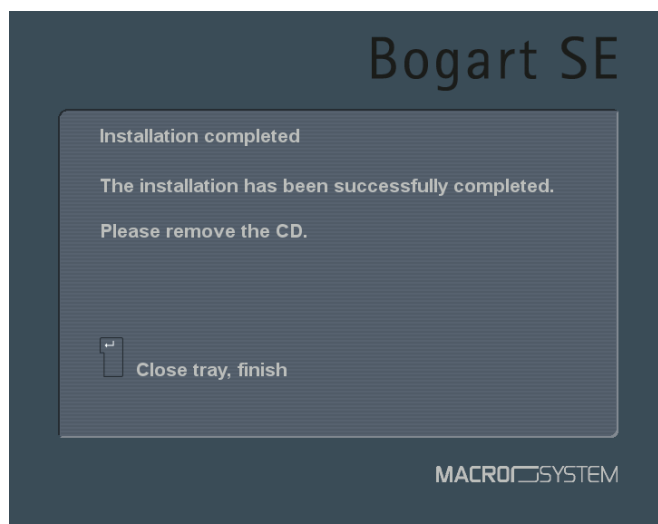 Bogart SE
Installation completed
The installation has been successfully completed.
Please remove the CD.
Close tray, finish
MACROSYSTEM